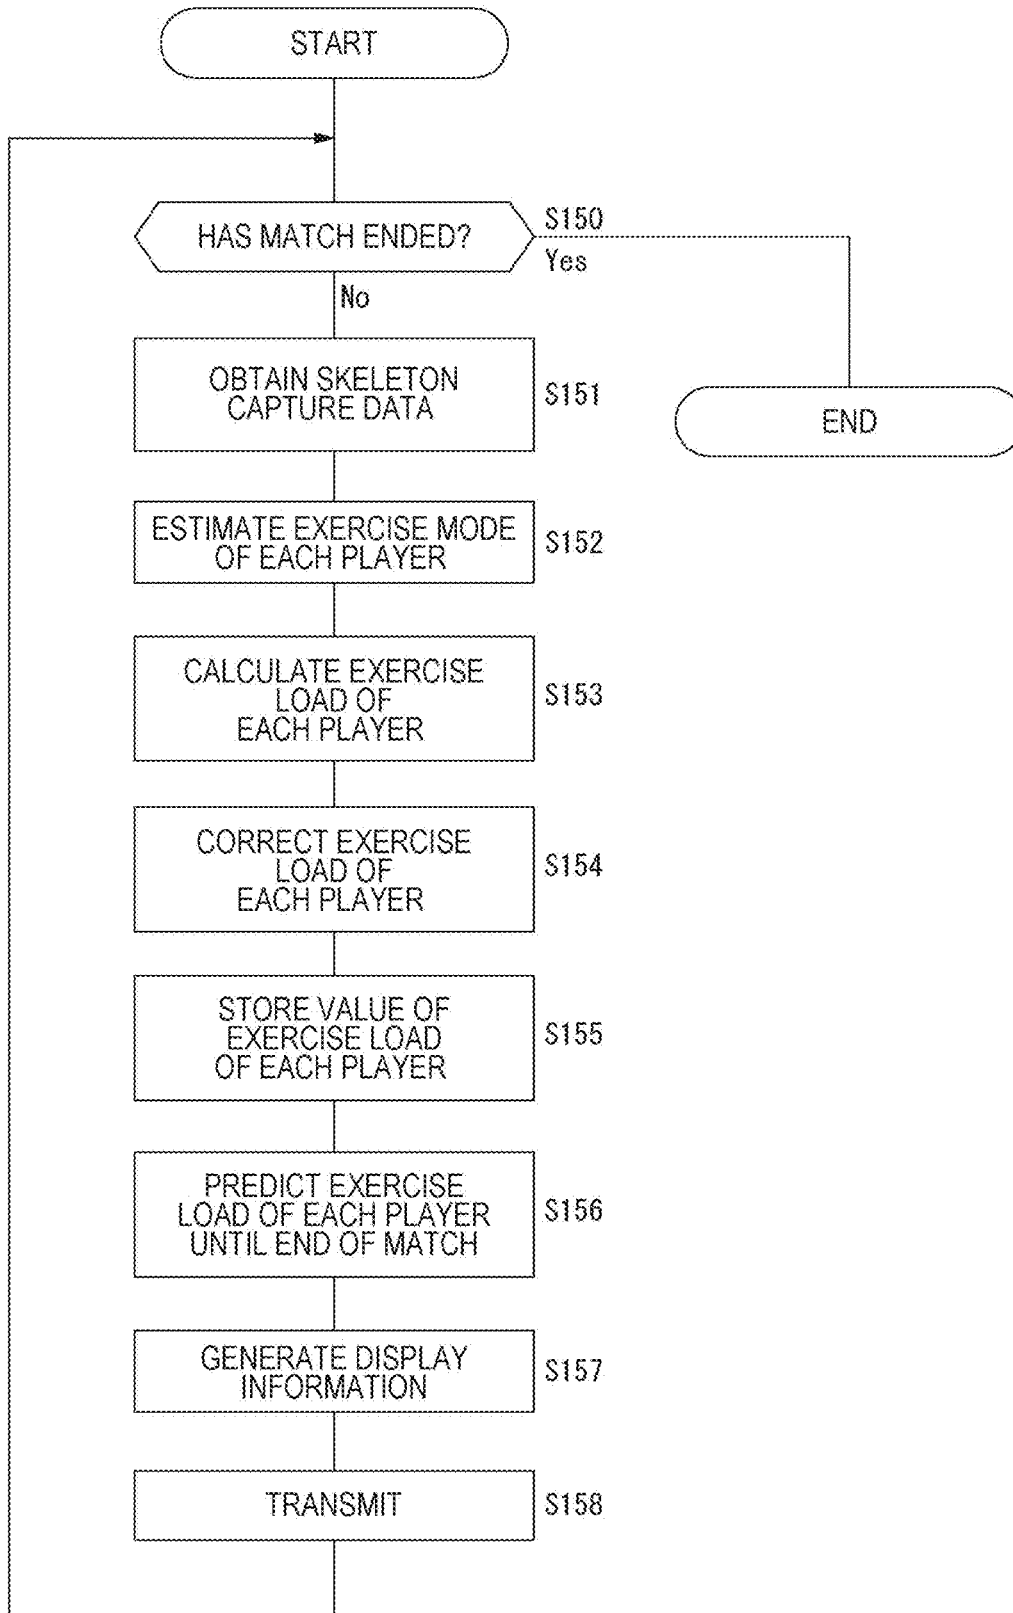 START
HAS MATCH ENDED?
S150
Yes
No
OBTAIN SKELETON
CAPTURE DATA
S151
END
ESTIMATE EXERCISE MODE
OF EACH PLAYER
S152
CALCULATE EXERCISE
LOAD OF
EACH PLAYER
S153
CORRECT EXERCISE
LOAD OF
EACH PLAYER
S154
STORE VALUE OF
EXERCISE LOAD
OF EACH PLAYER
S155
PREDICT EXERCISE
LOAD OF EACH PLAYER
UNTIL END OF MATCH
S156
GENERATE DISPLAY
INFORMATION
S157
TRANSMIT
S158